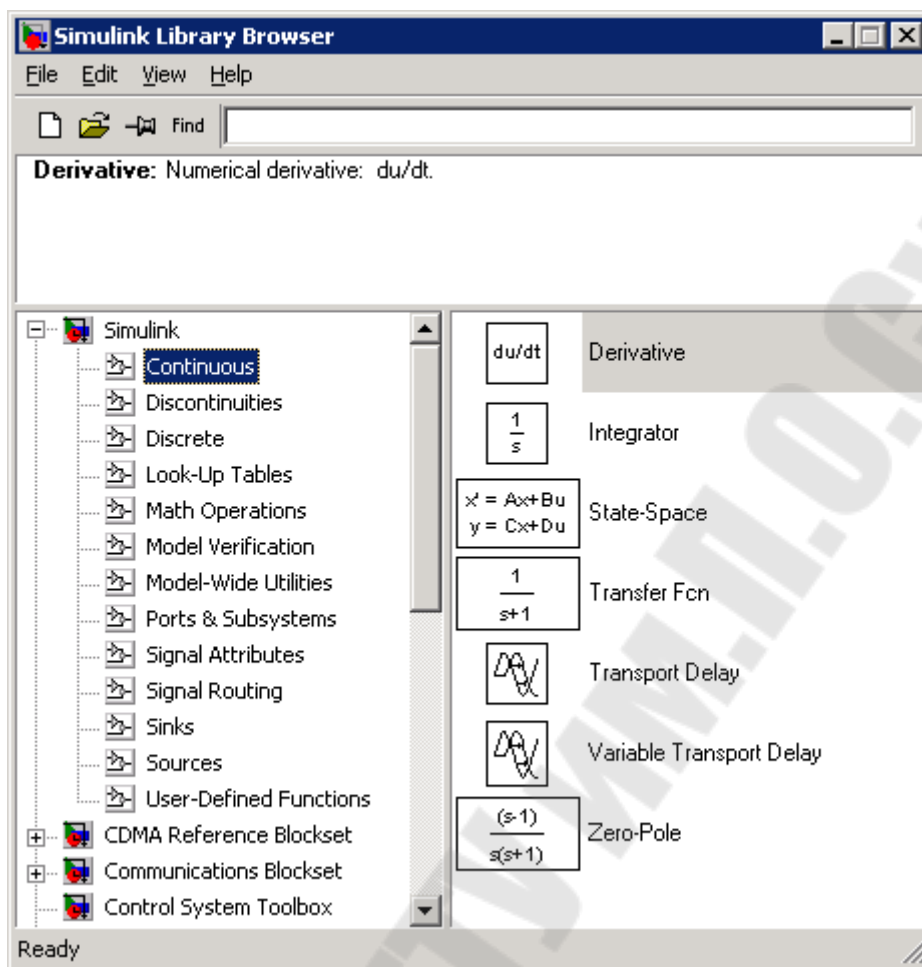 Simulink Library Browser
File Edit View Help
Find
Derivative: Numerical derivative: du/dt.
Simulink
Continuous
Discontinuities
Discrete
Look-Up Tables
Math Operations
Model Verification
Model-Wide Utilities
Ports & Subsystems
Signal Attributes
Signal Routing
Sinks
Sources
User-Defined Functions
CDMA Reference Blockset
Communications Blockset
Control System Toolbox
du/dt Derivative
1
s
Integrator
x' = Ax+Bu
y = Cx+Du
State-Space
1
s+1
Transfer Fcn
Transport Delay
Variable Transport Delay
(s-1)
s(s+1)
Zero-Pole
Ready
ТУ им.П.О.С